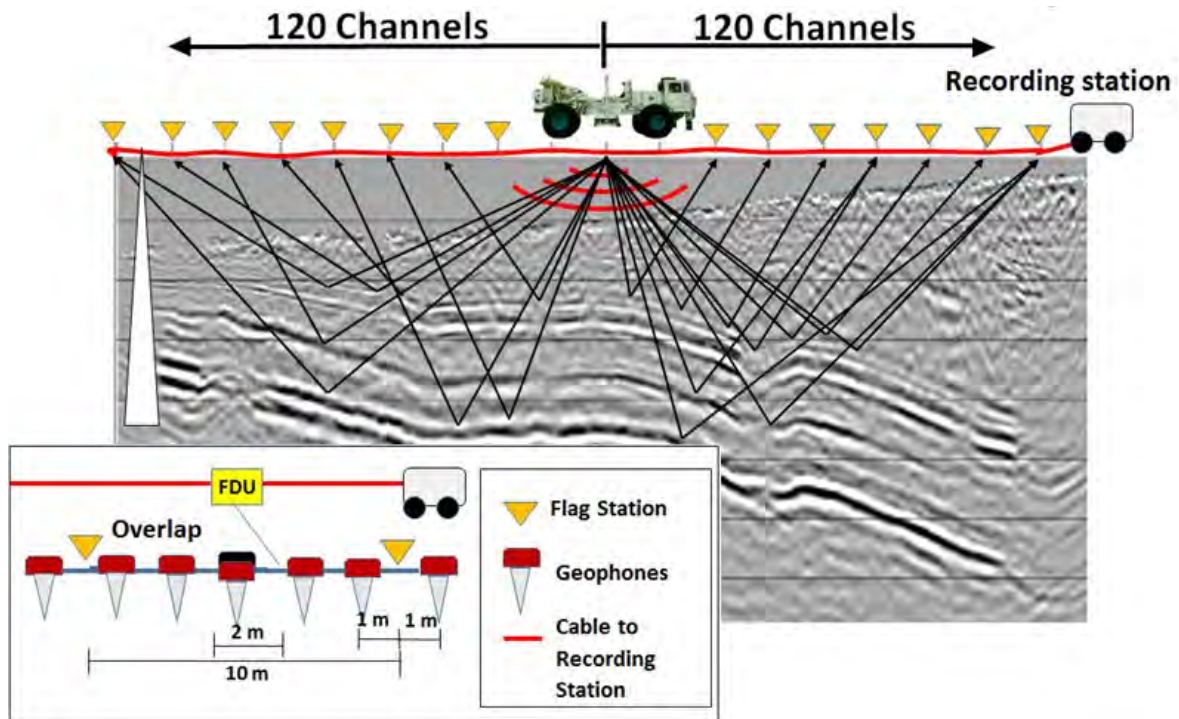 120 Channels
120 Channels
Recording station
FDU
Overlap
1 m
1 m
2 m
10 m
Flag Station
Geophones
Cable to
Recording
Station